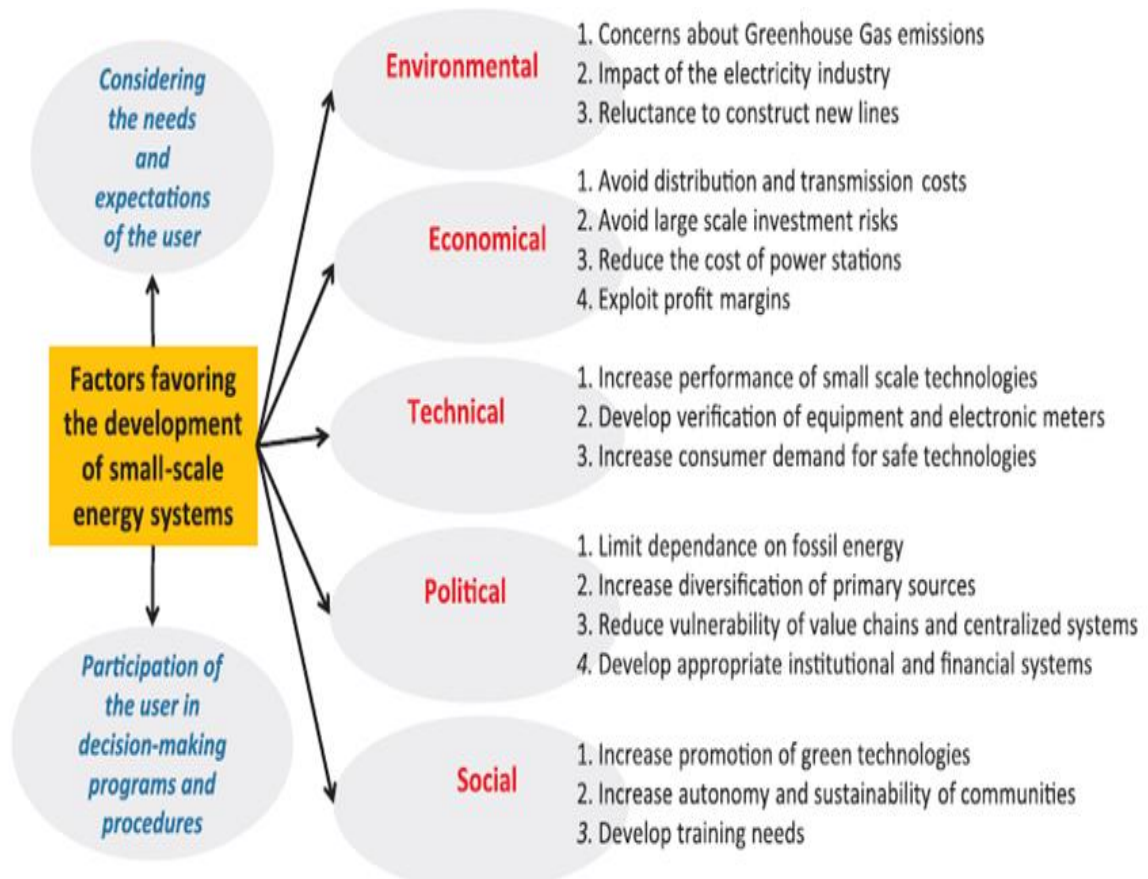 Considering
the needs
and
expectations
of the user
Factors favoring
the development
of small-scale
energy systems
Participation of
the user in
decision-making
programs and
procedures
Environmental
1. Concerns about Greenhouse Gas emissions
2. Impact of the electricity industry
3. Reluctance to construct new lines
Economical
1. Avoid distribution and transmission costs
2. Avoid large scale investment risks
3. Reduce the cost of power stations
4. Exploit profit margins
Technical
1. Increase performance of small scale technologies
2. Develop verification of equipment and electronic meters
3. Increase consumer demand for safe technologies
Political
1. Limit dependance on fossil energy
2. Increase diversification of primary sources
3. Reduce vulnerability of value chains and centralized systems
4. Develop appropriate institutional and financial systems
Social
1. Increase promotion of green technologies
2. Increase autonomy and sustainability of communities
3. Develop training needs